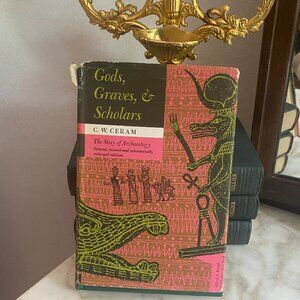 Gods,
Graves, &
Scholars
C. W. CERAM
The Story of Archaeology
Second, revised and substantially
enlarged edition.